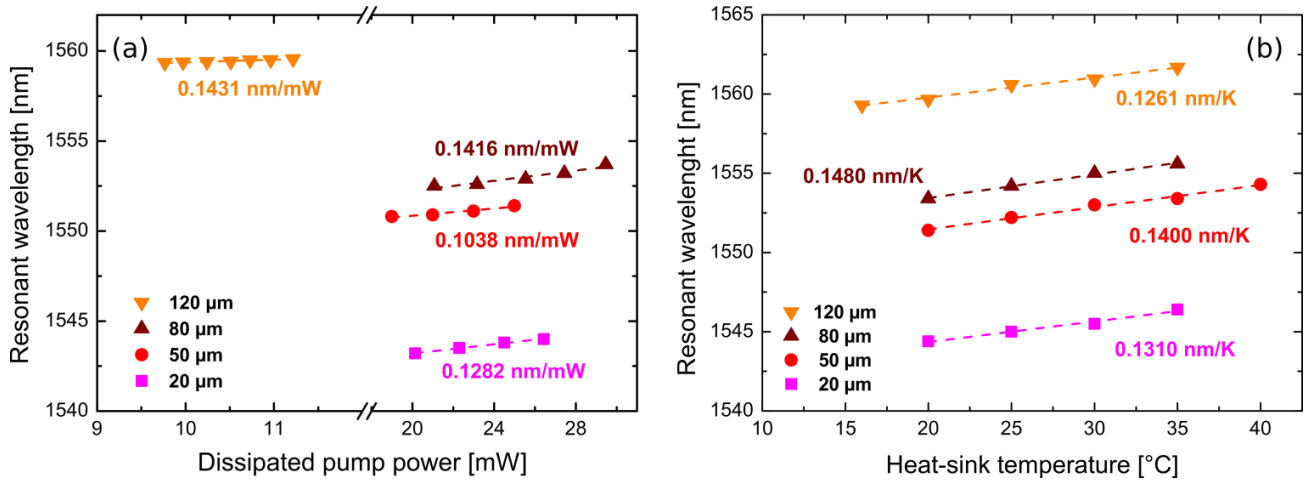 (a)
Resonant wavelength [nm]
1560
1555
1550
1545
1540
0.1431 nm/mW
0.1416 nm/mW
0.1038 nm/mW
0.1282 nm/mW
120 µm
80 µm
50 µm
20 µm
9 10 11 20 24 28
Dissipated pump power [mW]
(b)
Resonant wavelenght [nm]
1565
1560
1555
1550
1545
1540
0.1261 nm/K
0.1480 nm/K
0.1400 nm/K
0.1310 nm/K
120 µm
80 µm
50 µm
20 µm
10 15 20 25 30 35 40
Heat-sink temperature [°C]